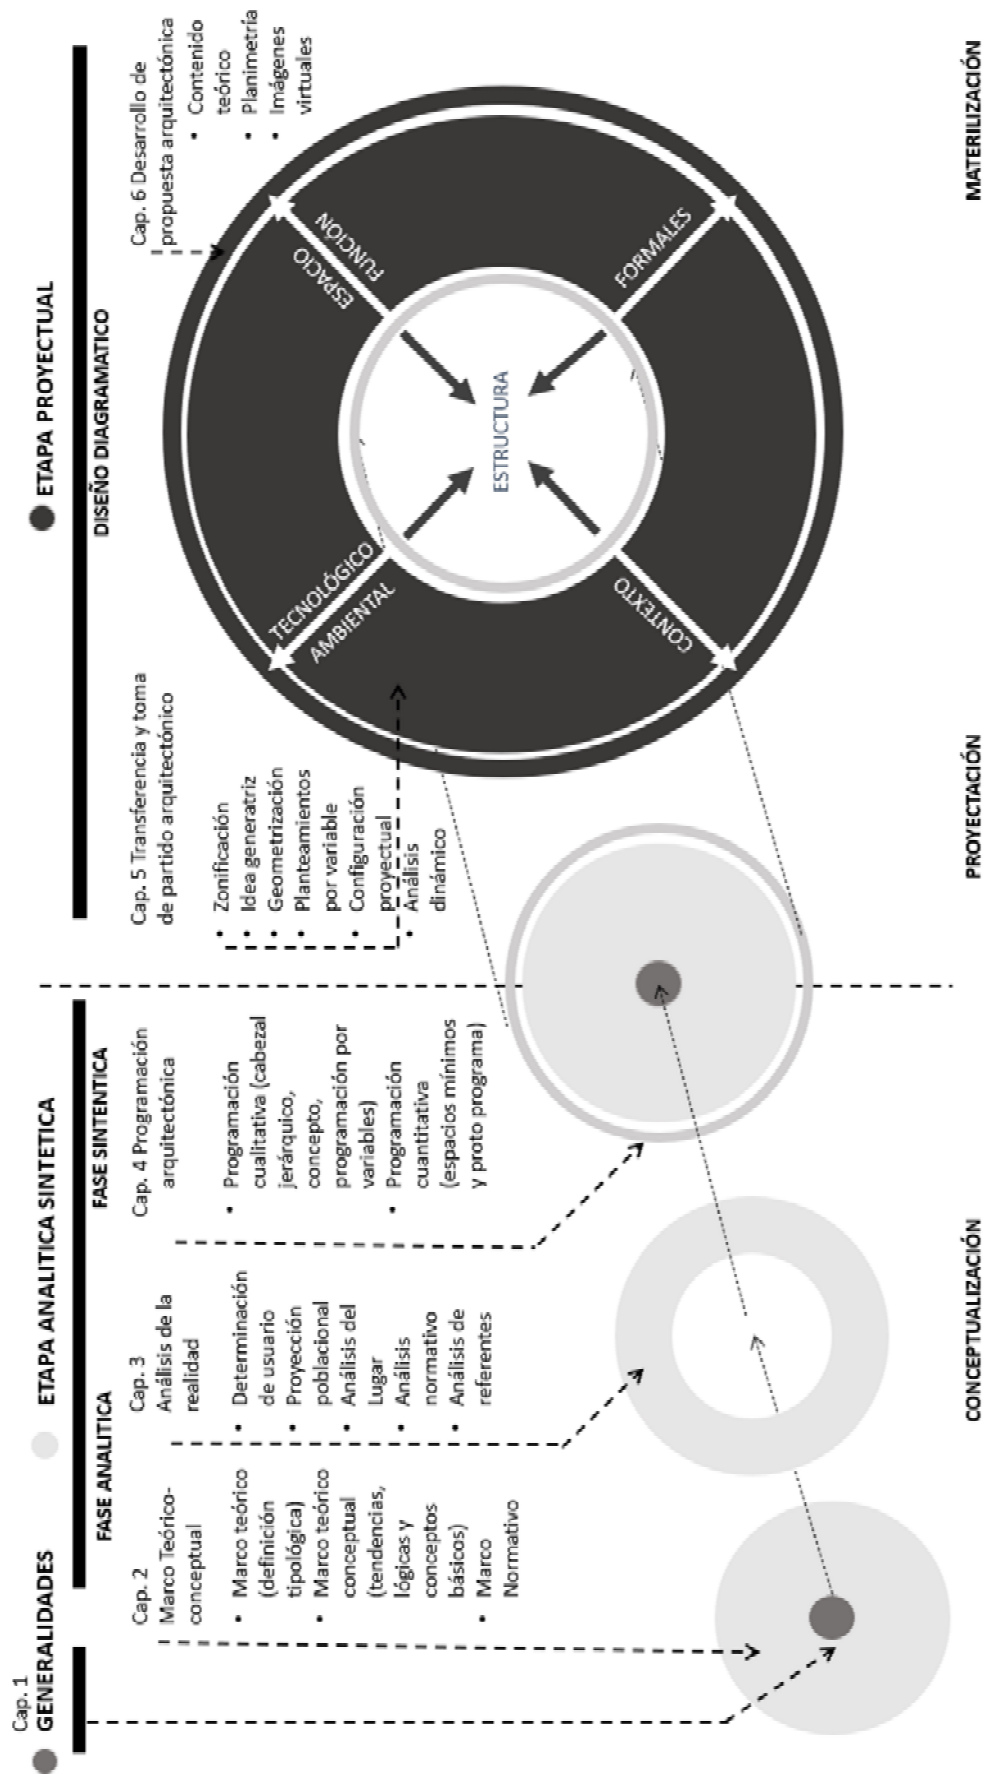 Cap. 1
GENERALIDADES
ETAPA ANALITICA SINTETICA
ETAPA PROYECTUAL
FASE ANALITICA
FASE SINTENTICA
DISEÑO DIAGRAMATICO
Cap. 2
Marco Teórico-
conceptual
• Marco teórico
(definición
tipológica)
• Marco teórico
conceptual
(tendencias,
lógicas y
conceptos
básicos)
• Marco
Normativo
Cap. 3
Análisis de la
realidad
• Determinación
de usuario
• Proyección
poblacional
• Análisis del
Lugar
• Análisis
normativo
• Análisis de
referentes
Cap. 4 Programación
arquitectónica
• Programación
cualitativa (cabezal
jerárquico,
concepto,
programación por
variables)
• Programación
cuantitativa
(espacios mínimos
y proto programa)
Cap. 5 Transferencia y toma
de partido arquitectónico
• Zonificación
• Idea generatriz
• Geometrización
• Planteamientos
por variable
• Configuración
proyectual
• Análisis
dinámico
Cap. 6 Desarrollo de
propuesta arquitectónica
• Contenido
teórico
• Planimetría
• Imágenes
virtuales
TECNOLÓGICO
AMBIENTAL
FUNCIÓN
ESPACIO
ESTRUCTURA
CONTEXTO
FORMALES
CONCEPTUALIZACIÓN
PROYECTACIÓN
MATERILIZACIÓN